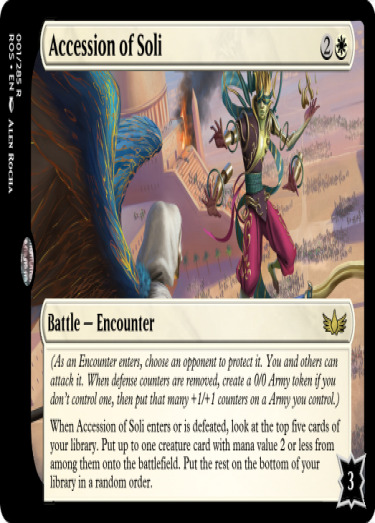 Accession of Soli 2
Battle – Encounter
(As an Encounter enters, choose an opponent to protect it. You and others can
attack it. When defense counters are removed, create a 0/0 Army token if you
don't control one, then put that many +1/+1 counters on a Army you control.)
When Accession of Soli enters or is defeated, look at the top five cards of
your library. Put up to one creature card with mana value 2 or less from
among them onto the battlefield. Put the rest on the bottom of your
library in a random order.
3
001/285 R
ROS • EN Alen Rocha